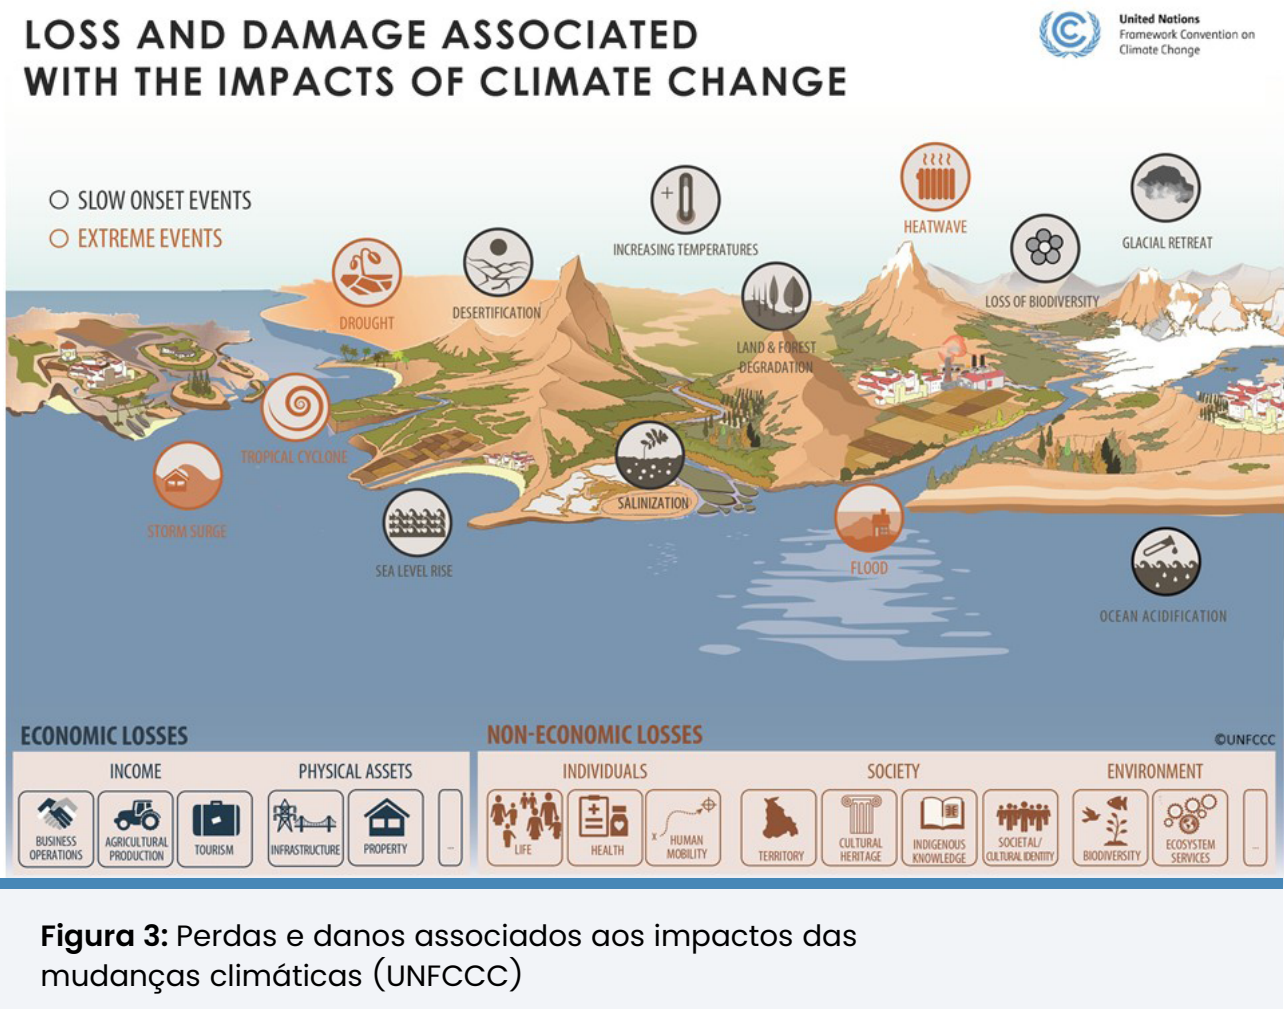 LOSS AND DAMAGE ASSOCIATED
WITH THE IMPACTS OF CLIMATE CHANGE
United Nations
Framework Convention on
Climate Change
SLOW ONSET EVENTS
EXTREME EVENTS
HEATWAVE
INCREASING TEMPERATURES
GLACIAL RETREAT
LOSS OF BIODIVERSITY
DESERTIFICATION
DROUGHT
LAND & FOREST
DEGRADATION
TROPICAL CYCLONE
SALINIZATION
STORM SURGE
SEA LEVEL RISE
FLOOD
OCEAN ACIDIFICATION
ECONOMIC LOSSES
NON-ECONOMIC LOSSES
©UNFCCC
INCOME
PHYSICAL ASSETS
INDIVIDUALS
SOCIETY
ENVIRONMENT
BUSINESS
OPERATIONS
AGRICULTURAL
PRODUCTION
TOURISM
INFRASTRUCTURE
PROPERTY
...
LIFE
HEALTH
HUMAN
MOBILITY
TERRITORY
CULTURAL
HERITAGE
INDIGENOUS
KNOWLEDGE
SOCIETAL/
CULTURAL IDENTITY
BIODIVERSITY
ECOSYSTEM
SERVICES
...
Figura 3: Perdas e danos associados aos impactos das
mudanças climáticas (UNFCCC)